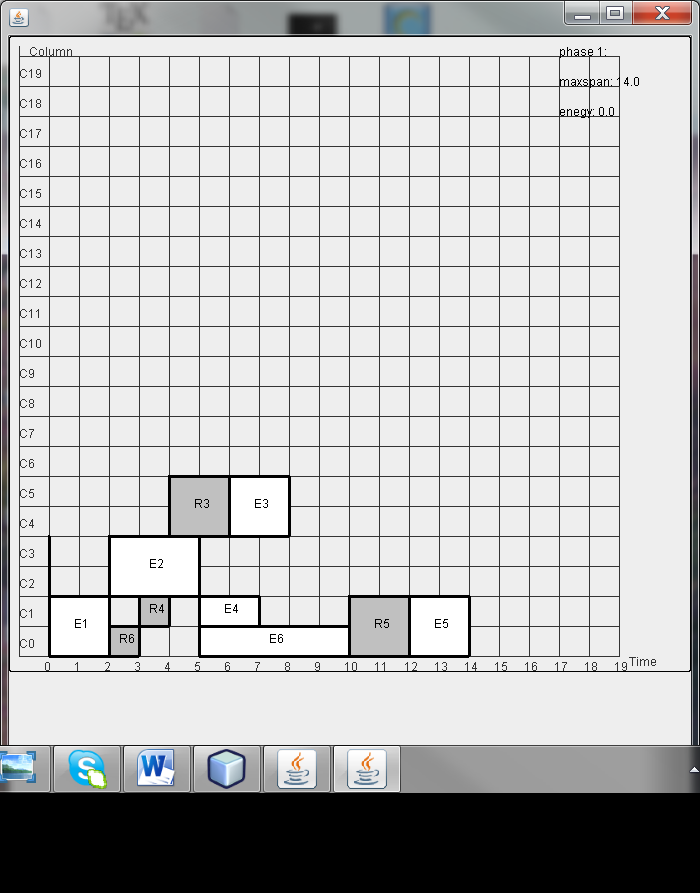 Column
phase 1:
C19
maxspan: 14.0
C18
enegy: 0.0
C17
C16
C15
C14
C13
C12
C11
C10
C9
C8
C7
C6
C5 R3 E3
C4
C3 E2
C2
C1 R4 E4
E1 R5 E5
C0 R6 E6
0 1 2 3 4 5 6 7 8 9 10 11 12 13 14 15 16 17 18 19 Time